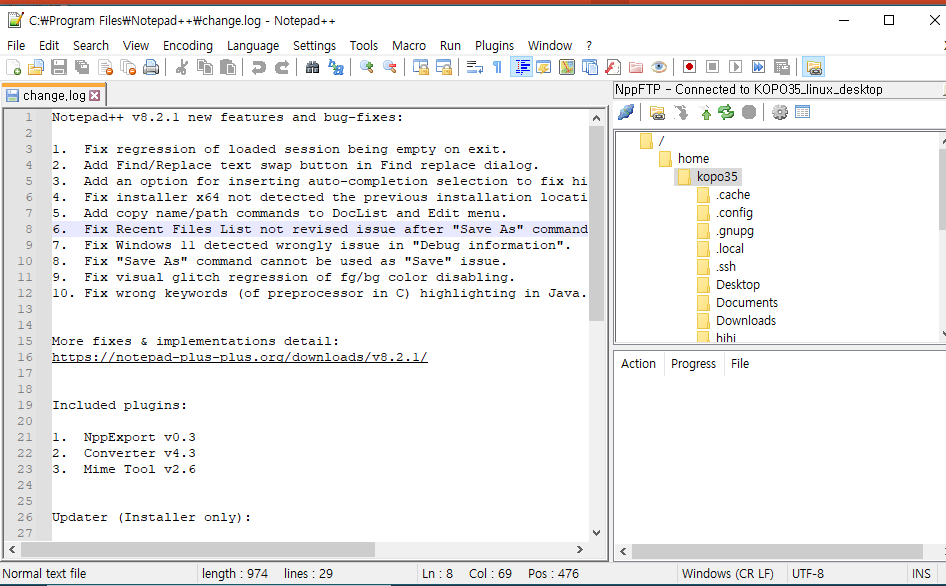 C:₩Program Files₩Notepad++₩change.log - Notepad++
File Edit Search View Encoding Language Settings Tools Macro Run Plugins Window ?
change.log
1 Notepad++ v8.2.1 new features and bug-fixes:
2
3 1. Fix regression of loaded session being empty on exit.
4 2. Add Find/Replace text swap button in Find replace dialog.
5 3. Add an option for inserting auto-completion selection to fix hi
6 4. Fix installer x64 not detected the previous installation locati
7 5. Add copy name/path commands to DocList and Edit menu.
8 6. Fix Recent Files List not revised issue after "Save As" command
9 7. Fix Windows 11 detected wrongly issue in "Debug information".
10 8. Fix "Save As" command cannot be used as "Save" issue.
11 9. Fix visual glitch regression of fg/bg color disabling.
12 10. Fix wrong keywords (of preprocessor in C) highlighting in Java.
13
14
15 More fixes & implementations detail:
16 https://notepad-plus-plus.org/downloads/v8.2.1/
17
18
19 Included plugins:
20
21 1. NppExport v0.3
22 2. Converter v4.3
23 3. Mime Tool v2.6
24
25
26 Updater (Installer only):
27
NppFTP - Connected to KOPO35_linux_desktop
/
home
kopo35
.cache
.config
.gnupg
.local
.ssh
Desktop
Documents
Downloads
hihi
Action Progress File
Normal text file length : 974 lines : 29 Ln : 8 Col : 69 Pos : 476 Windows (CR LF) UTF-8 INS